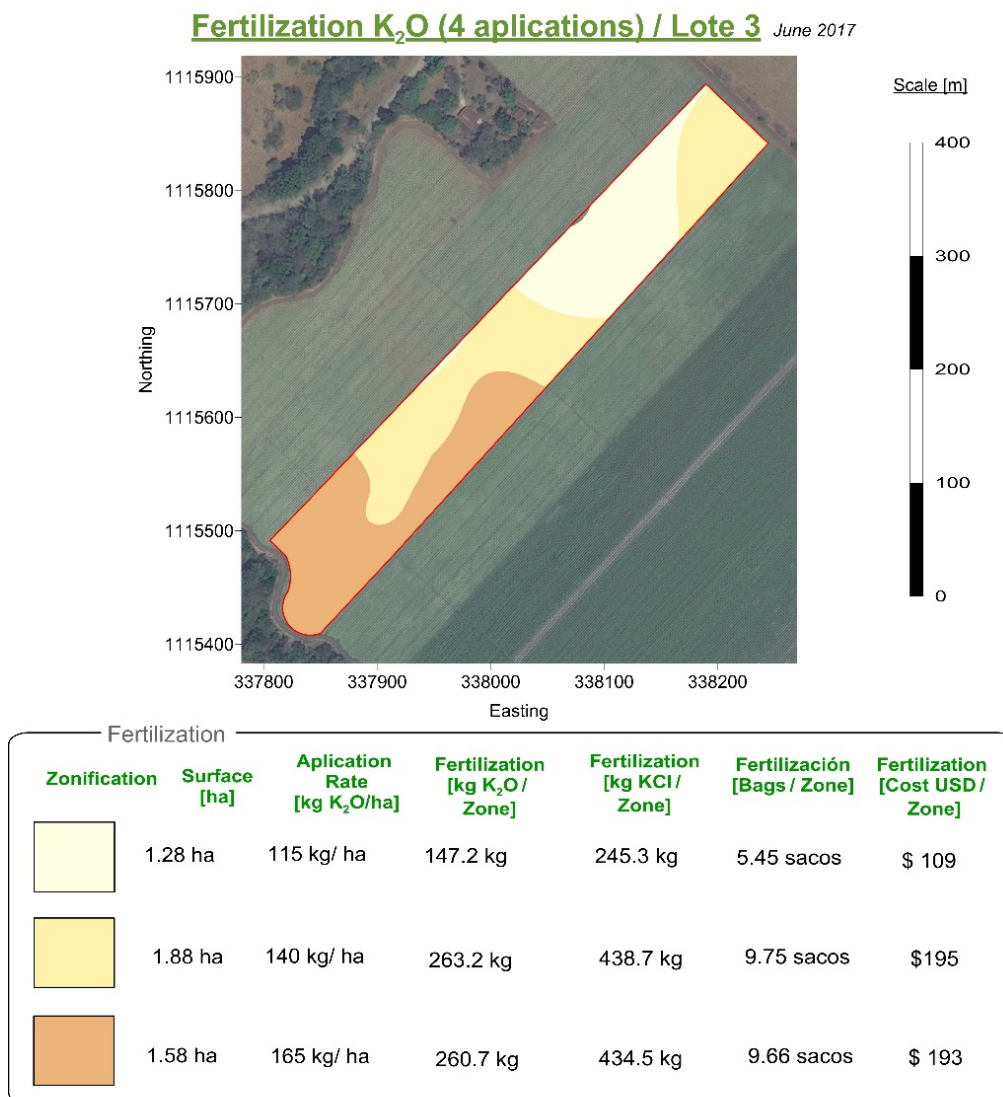 Fertilization K₂O (4 aplications) / Lote 3 June 2017
Scale [m]
1115900
1115800
1115700
1115600
1115500
1115400
Northing
400
300
200
100
0
337800 337900 338000 338100 338200
Easting
Fertilization
Zonification
Surface
[ha]
Aplication
Rate
[kg K₂O/ha]
Fertilization
[kg K₂O /
Zone]
Fertilization
[kg KCl /
Zone]
Fertilización
[Bags / Zone]
Fertilization
[Cost USD /
Zone]
1.28 ha 115 kg/ ha 147.2 kg 245.3 kg 5.45 sacos $ 109
1.88 ha 140 kg/ ha 263.2 kg 438.7 kg 9.75 sacos $195
1.58 ha 165 kg/ ha 260.7 kg 434.5 kg 9.66 sacos $ 193